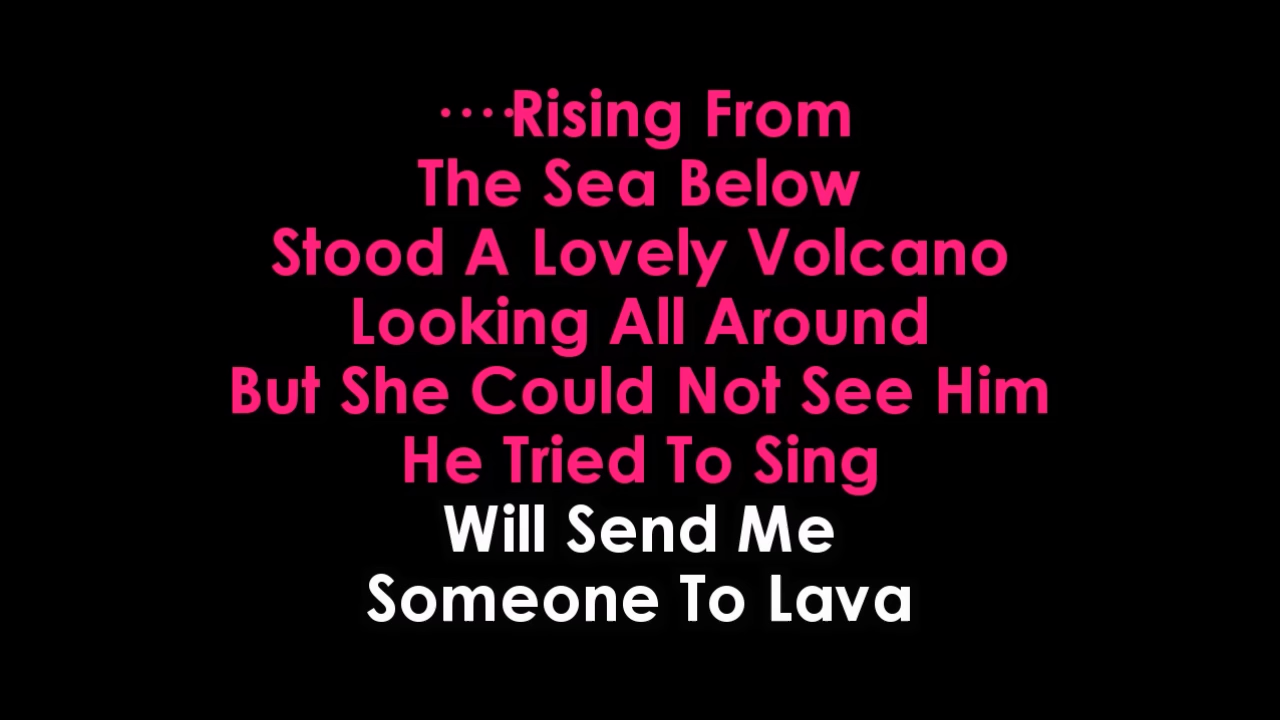 ····Rising From
The Sea Below
Stood A Lovely Volcano
Looking All Around
But She Could Not See Him
He Tried To Sing
Will Send Me
Someone To Lava